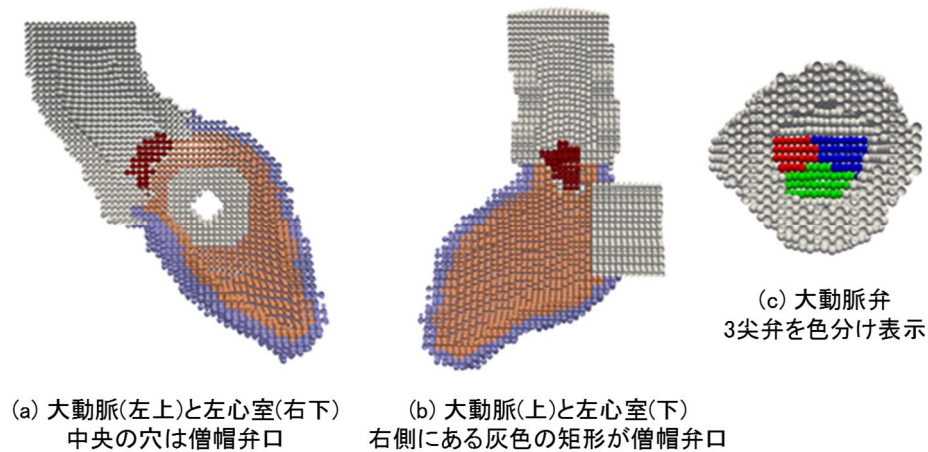 (a) 大動脈(左上)と左心室(右下)
中央の穴は僧帽弁口
(b) 大動脈(上)と左心室(下)
右側にある灰色の矩形が僧帽弁口
(c) 大動脈弁
3尖弁を色分け表示